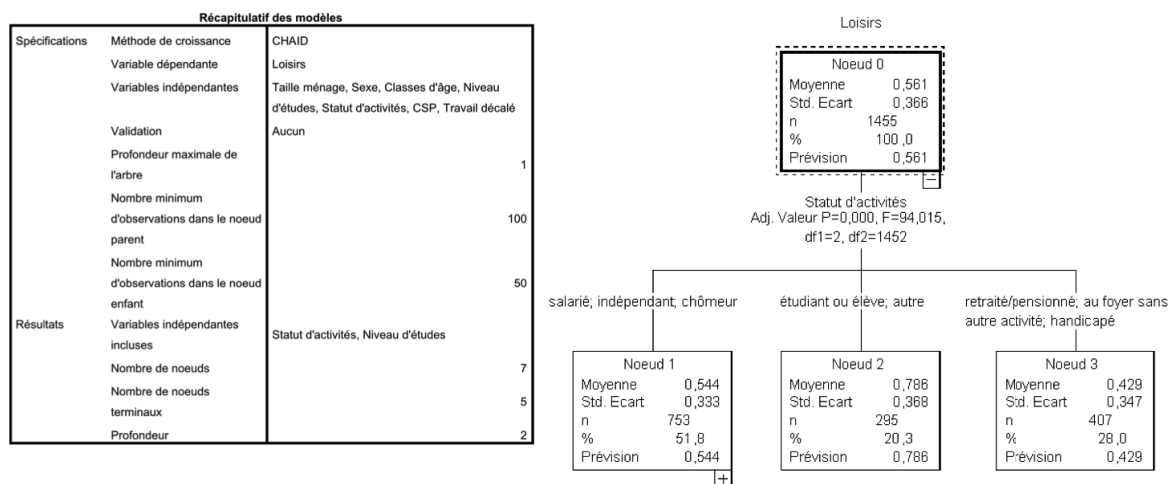 Récapitulatif des modèles
Spécifications Méthode de croissance CHAID
Variable dépendante Loisirs
Variables indépendantes Taille ménage, Sexe, Classes d'âge, Niveau
d'études, Statut d'activités, CSP, Travail décalé
Validation Aucun
Profondeur maximale de
l'arbre 1
Nombre minimum
d'observations dans le noeud 100
parent
Nombre minimum
d'observations dans le noeud 50
enfant
Résultats Variables indépendantes
incluses Statut d'activités, Niveau d'études
Nombre de noeuds 7
Nombre de noeuds
terminaux 5
Profondeur 2
Loisirs
Noeud 0
Moyenne 0,561
Std. Ecart 0,366
n 1455
% 100 ,0
Prévision 0,561
Statut d'activités
Adj. Valeur P=0,000, F=94,015,
df1=2, df2=1452
salarié; indépendant; chômeur
Noeud 1
Moyenne 0,544
Std. Ecart 0,333
n 753
% 51 ,8
Prévision 0,544
étudiant ou élève; autre
Noeud 2
Moyenne 0,786
Std. Ecart 0,368
n 295
% 20 ,3
Prévision 0,786
retraité/pensionné; au foyer sans
autre activité; handicapé
Noeud 3
Moyenne 0,429
Std. Ecart 0,347
n 407
% 28 ,0
Prévision 0,429